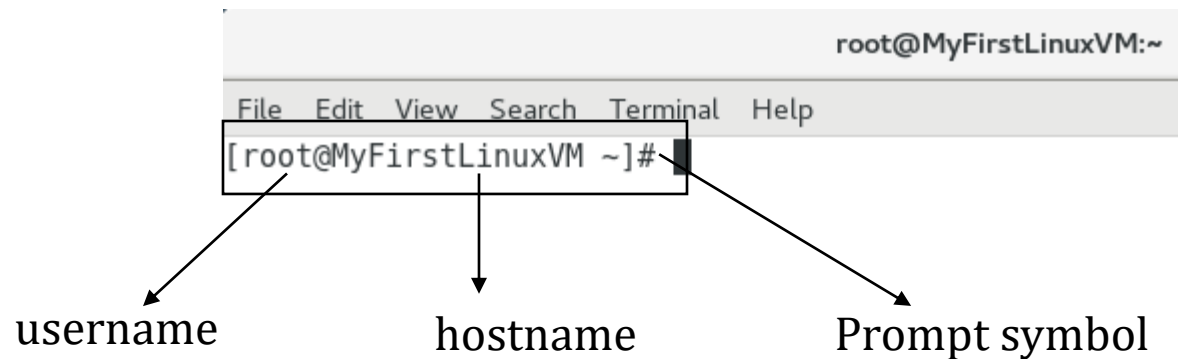 root@MyFirstLinuxVM:~
File Edit View Search Terminal Help
[root@MyFirstLinuxVM ~]#
username hostname Prompt symbol